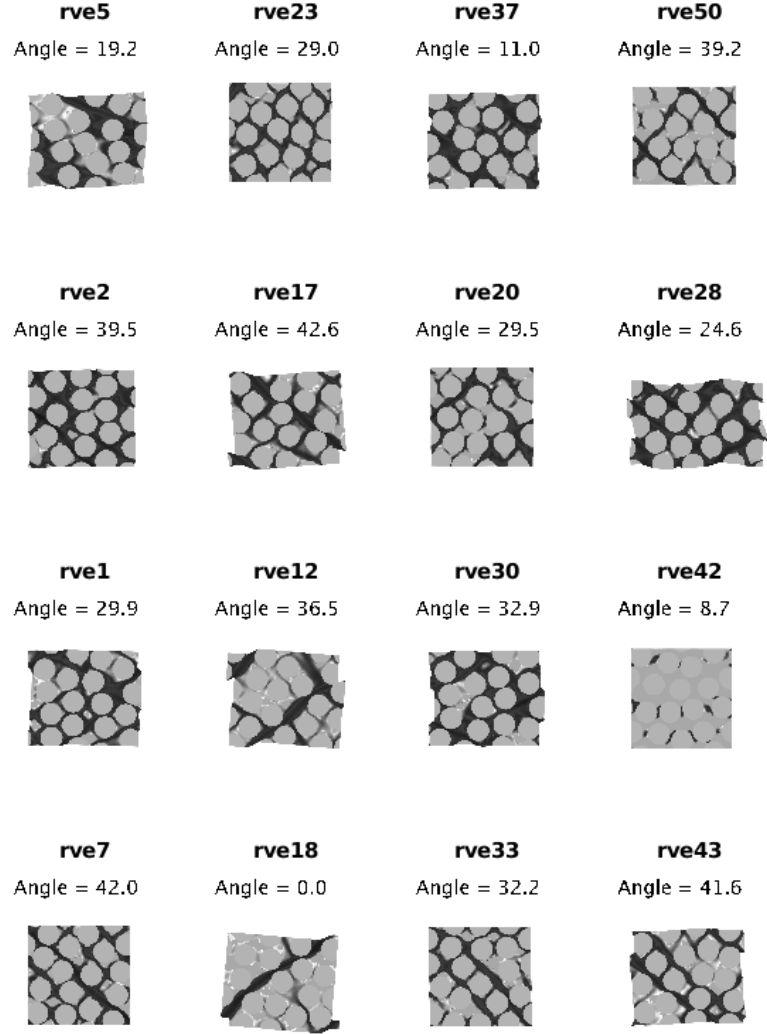 rve5 rve23 rve37 rve50
Angle = 19.2 Angle = 29.0 Angle = 11.0 Angle = 39.2
rve2 rve17 rve20 rve28
Angle = 39.5 Angle = 42.6 Angle = 29.5 Angle = 24.6
rve1 rve12 rve30 rve42
Angle = 29.9 Angle = 36.5 Angle = 32.9 Angle = 8.7
rve7 rve18 rve33 rve43
Angle = 42.0 Angle = 0.0 Angle = 32.2 Angle = 41.6